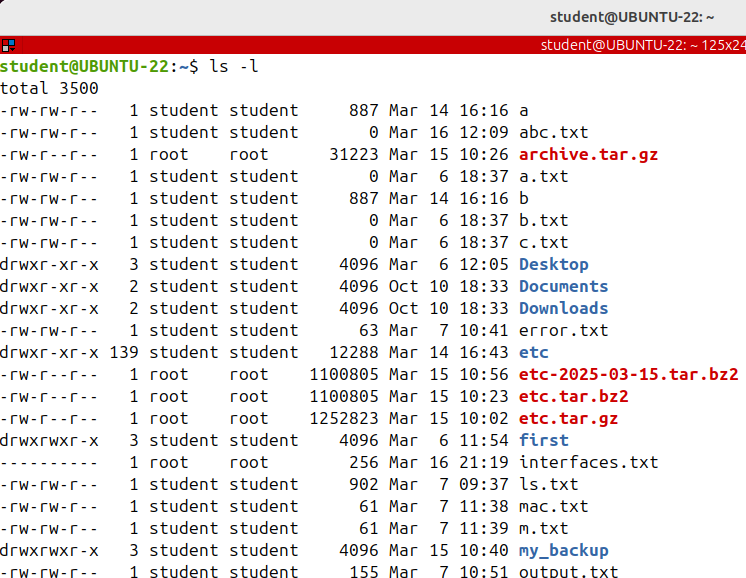 student@UBUNTU-22: ~
student@UBUNTU-22: ~ 125x24
student@UBUNTU-22:~$ ls -l
total 3500
-rw-rw-r--   1 student student     887 Mar 14 16:16 a
-rw-rw-r--   1 student student       0 Mar 16 12:09 abc.txt
-rw-r--r--   1 root    root      31223 Mar 15 10:26 archive.tar.gz
-rw-rw-r--   1 student student       0 Mar  6 18:37 a.txt
-rw-rw-r--   1 student student     887 Mar 14 16:16 b
-rw-rw-r--   1 student student       0 Mar  6 18:37 b.txt
-rw-rw-r--   1 student student       0 Mar  6 18:37 c.txt
drwxr-xr-x   3 student student    4096 Mar  6 12:05 Desktop
drwxr-xr-x   2 student student    4096 Oct 10 18:33 Documents
drwxr-xr-x   2 student student    4096 Oct 10 18:33 Downloads
-rw-rw-r--   1 student student      63 Mar  7 10:41 error.txt
drwxr-xr-x 139 student student   12288 Mar 14 16:43 etc
-rw-r--r--   1 root    root    1100805 Mar 15 10:56 etc-2025-03-15.tar.bz2
-rw-r--r--   1 root    root    1100805 Mar 15 10:23 etc.tar.bz2
-rw-r--r--   1 root    root    1252823 Mar 15 10:02 etc.tar.gz
drwxrwxr-x   3 student student    4096 Mar  6 11:54 first
----------   1 root    root        256 Mar 16 21:19 interfaces.txt
-rw-rw-r--   1 student student     902 Mar  7 09:37 ls.txt
-rw-rw-r--   1 student student      61 Mar  7 11:38 mac.txt
-rw-rw-r--   1 student student      61 Mar  7 11:39 m.txt
drwxrwxr-x   3 student student    4096 Mar 15 10:40 my_backup
-rw-rw-r--   1 student student     155 Mar  7 10:51 output.txt